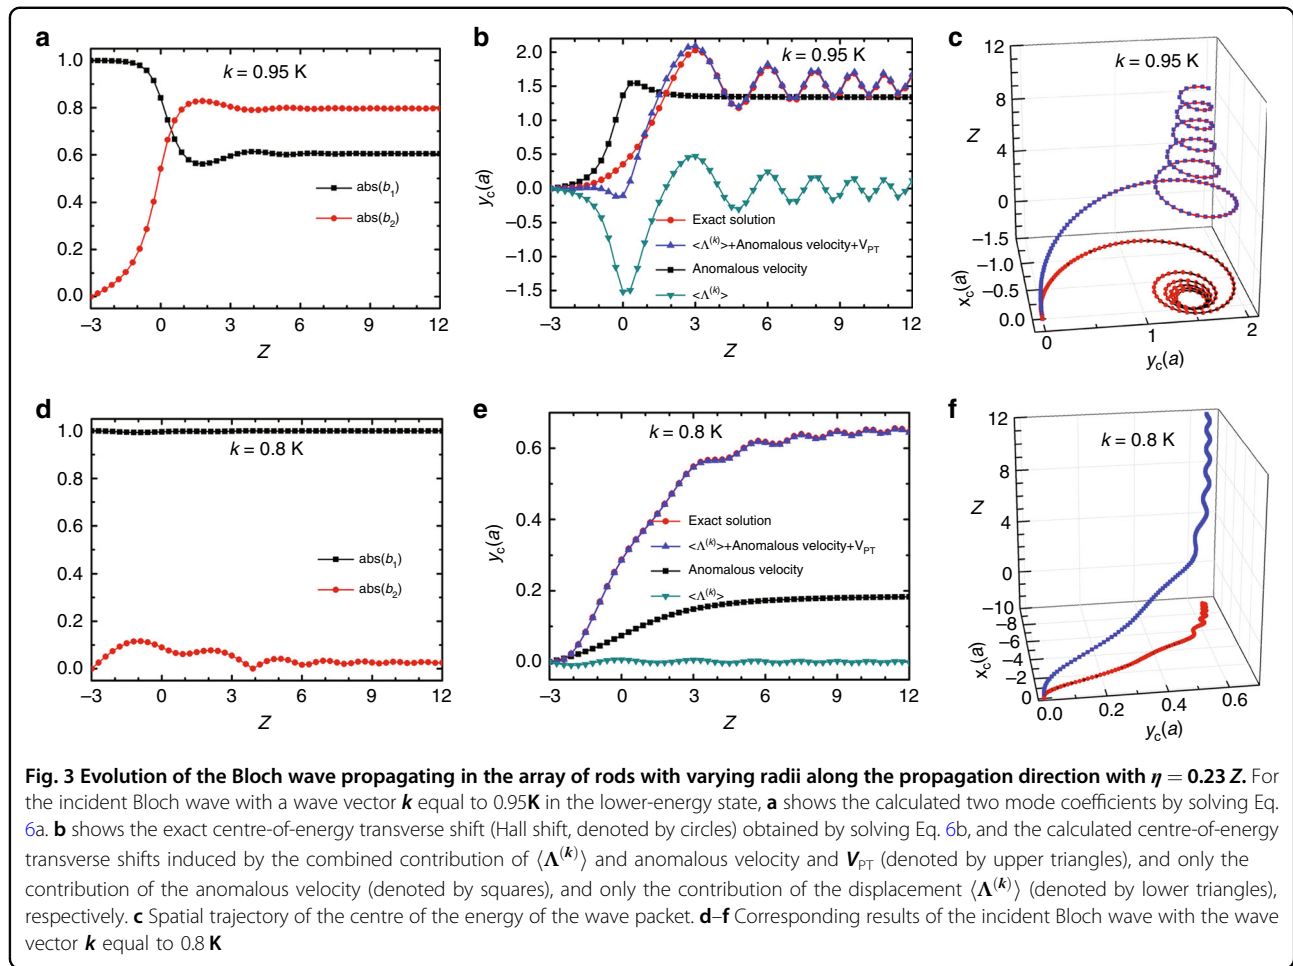 a
1.0
0.8
0.6
0.4
0.2
0.0
k = 0.95 K
abs(b1)
abs(b2)
−3 0 3 6 9 12
Z
b
2.0
1.5
1.0
0.5
0.0
−0.5
−1.0
−1.5
yc(a)
k = 0.95 K
Exact solution
<Λ(k)>+Anomalous velocity+VPT
Anomalous velocity
<Λ(k)>
−3 0 3 6 9 12
Z
c
12
k = 0.95 K
8
Z
4
0
−1.5
−1.0
−0.5
0.0
xc(a)
0 1 2
yc(a)
d
1.0
0.8
0.6
0.4
0.2
0.0
k = 0.8 K
abs(b1)
abs(b2)
−3 0 3 6 9 12
Z
e
0.6
0.4
0.2
0.0
yc(a)
Exact solution
<Λ(k)>+Anomalous velocity+VPT
Anomalous velocity
<Λ(k)>
−3 0 3 6 9 12
Z
f
12
k = 0.8 K
8
Z
4
0
−10
−8
−6
−4
−2
0
xc(a)
0.0 0.2 0.4 0.6
yc(a)
Fig. 3 Evolution of the Bloch wave propagating in the array of rods with varying radii along the propagation direction with η = 0.23 Z. For
the incident Bloch wave with a wave vector k equal to 0.95K in the lower-energy state, a shows the calculated two mode coefficients by solving Eq.
6a. b shows the exact centre-of-energy transverse shift (Hall shift, denoted by circles) obtained by solving Eq. 6b, and the calculated centre-of-energy
transverse shifts induced by the combined contribution of ⟨Λ(k)⟩ and anomalous velocity and VPT (denoted by upper triangles), and only the
contribution of the anomalous velocity (denoted by squares), and only the contribution of the displacement ⟨Λ(k)⟩ (denoted by lower triangles),
respectively. c Spatial trajectory of the centre of the energy of the wave packet. d–f Corresponding results of the incident Bloch wave with the wave
vector k equal to 0.8 K